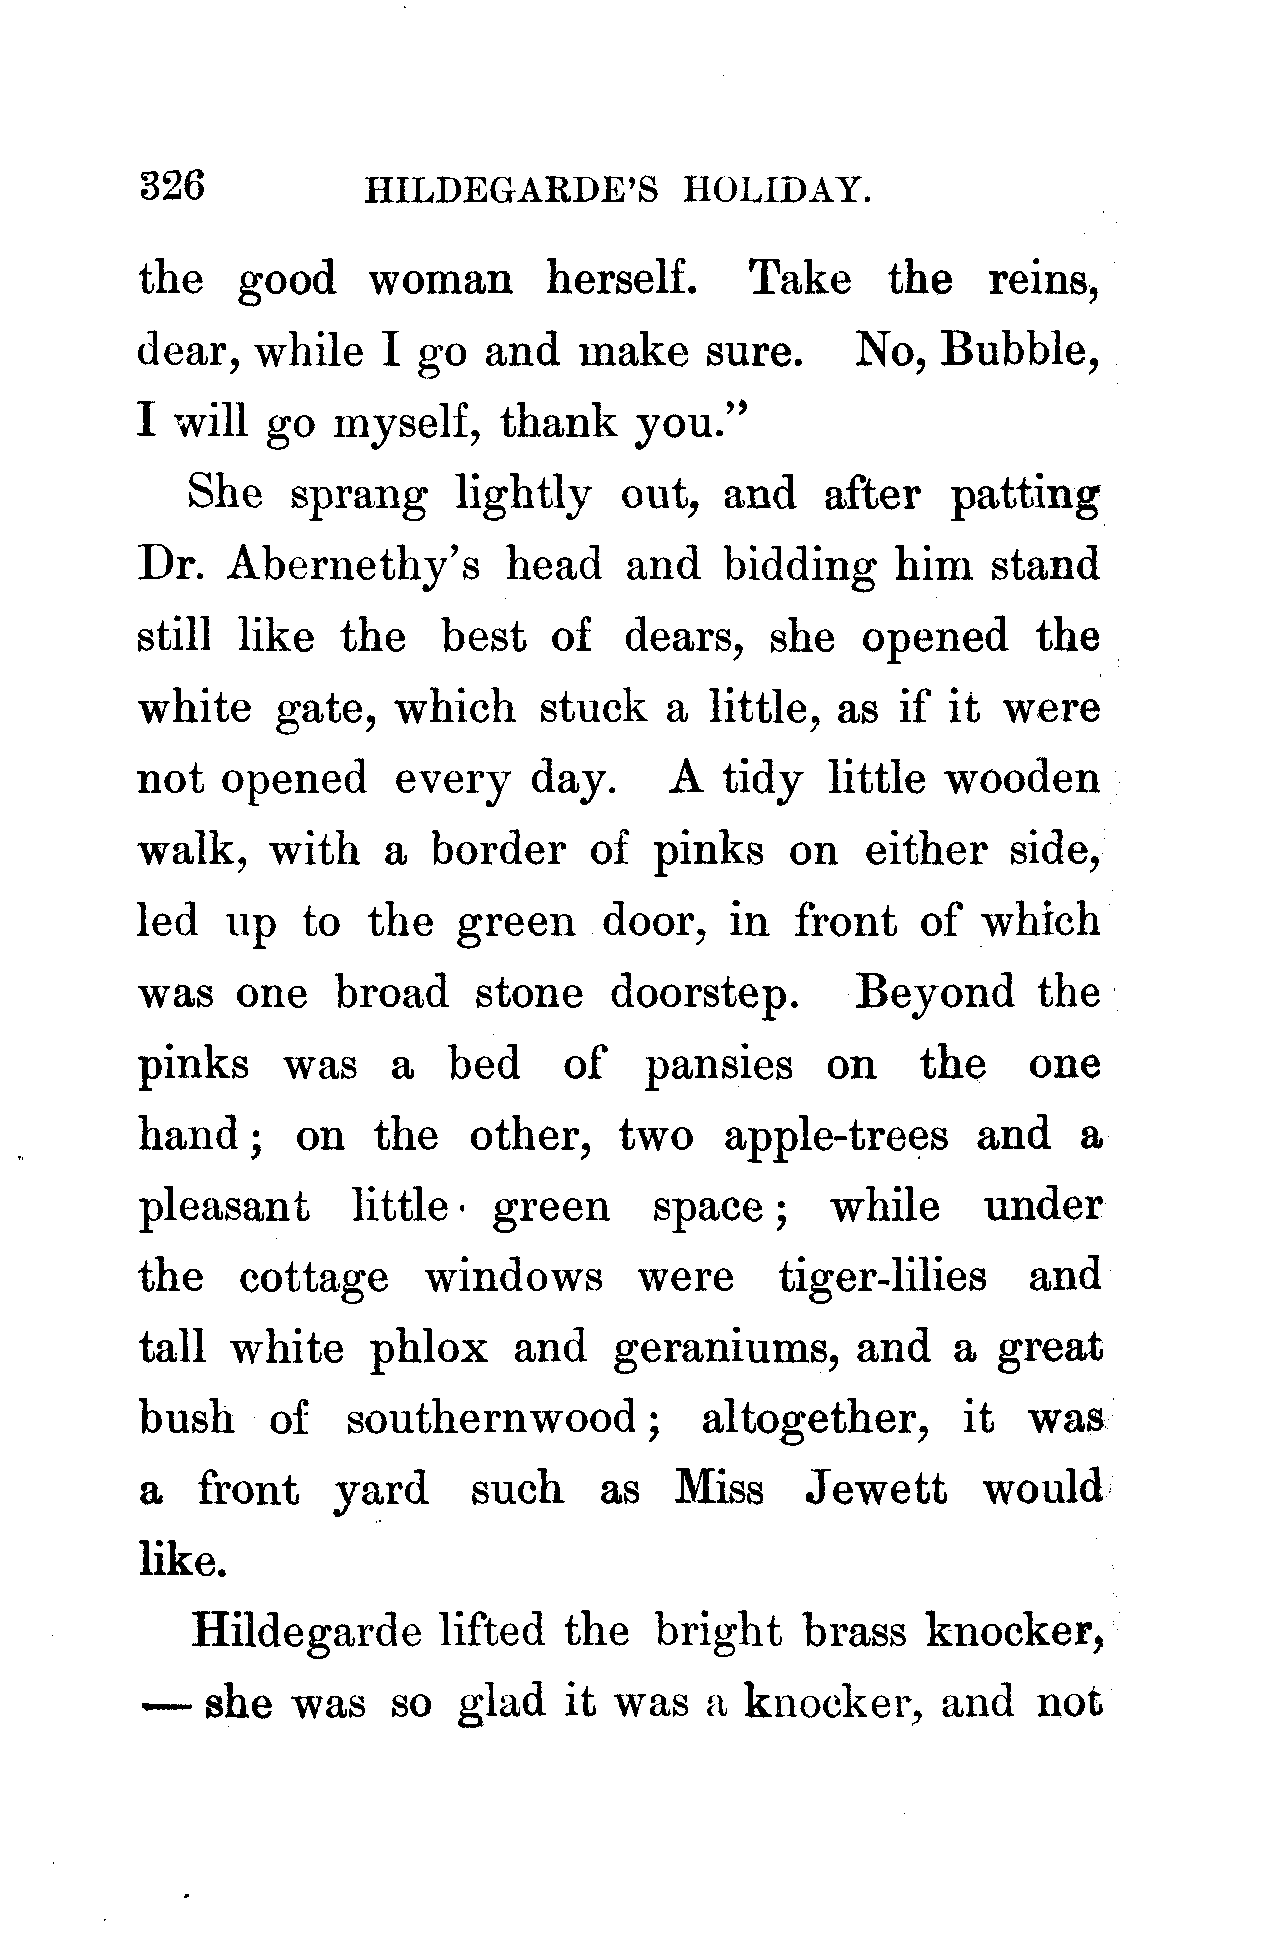 326 HILDEGARDE'S HOLIDAY.
the good woman herself. Take the reins,
dear, while I go and make sure. No, Bubble,
I will go myself, thank you."
She sprang lightly out, and after patting
Dr. Abernethy's head and bidding him stand
still like the best of dears, she opened the
white gate, which stuck a little, as if it were
not opened every day. A tidy little wooden
walk, with a border of pinks on either side,
led up to the green door, in front of which
was one broad stone doorstep. Beyond the
pinks was a bed of pansies on the one
hand; on the other, two apple-trees and a
pleasant little green space; while under
the cottage windows were tiger-lilies and
tall white phlox and geraniums, and a great
bush of southernwood; altogether, it was
a front yard such as Miss Jewett would
like.
Hildegarde lifted the bright brass knocker,
— she was so glad it was a knocker, and not